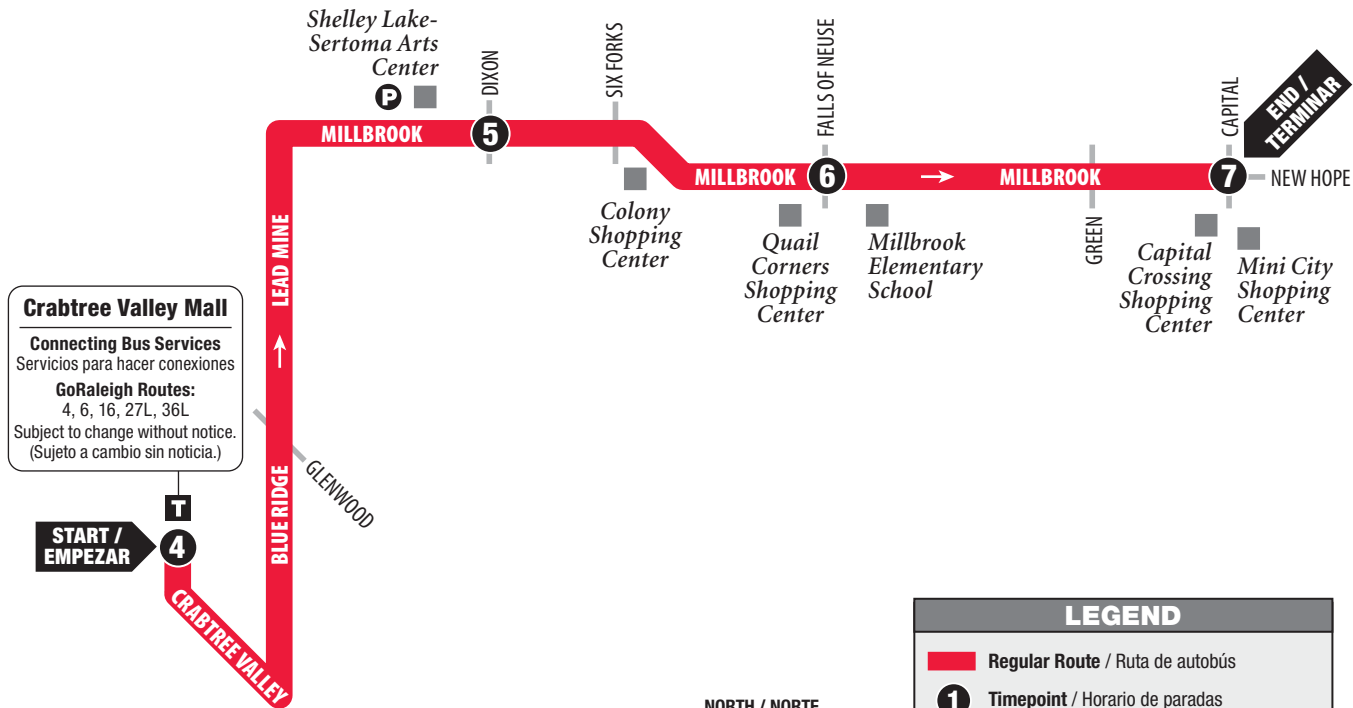 Shelley Lake-
Sertoma Arts
Center
P
DIXON
SIX FORKS
FALLS OF NEUSE
CAPITAL
END /
TERMINAR
MILLBROOK
5
MILLBROOK
6
MILLBROOK
7
NEW HOPE
Colony
Shopping
Center
Quail
Corners
Shopping
Center
Millbrook
Elementary
School
GREEN
Capital
Crossing
Shopping
Center
Mini City
Shopping
Center
LEAD MINE
Crabtree Valley Mall
Connecting Bus Services
Servicios para hacer conexiones
GoRaleigh Routes:
4, 6, 16, 27L, 36L
Subject to change without notice.
(Sujeto a cambio sin noticia.)
GLENWOOD
BLUE RIDGE
T
START /
EMPEZAR
4
CRABTREE VALLEY
LEGEND
Regular Route / Ruta de autobús
1 Timepoint / Horario de paradas
NORTH / NORTE